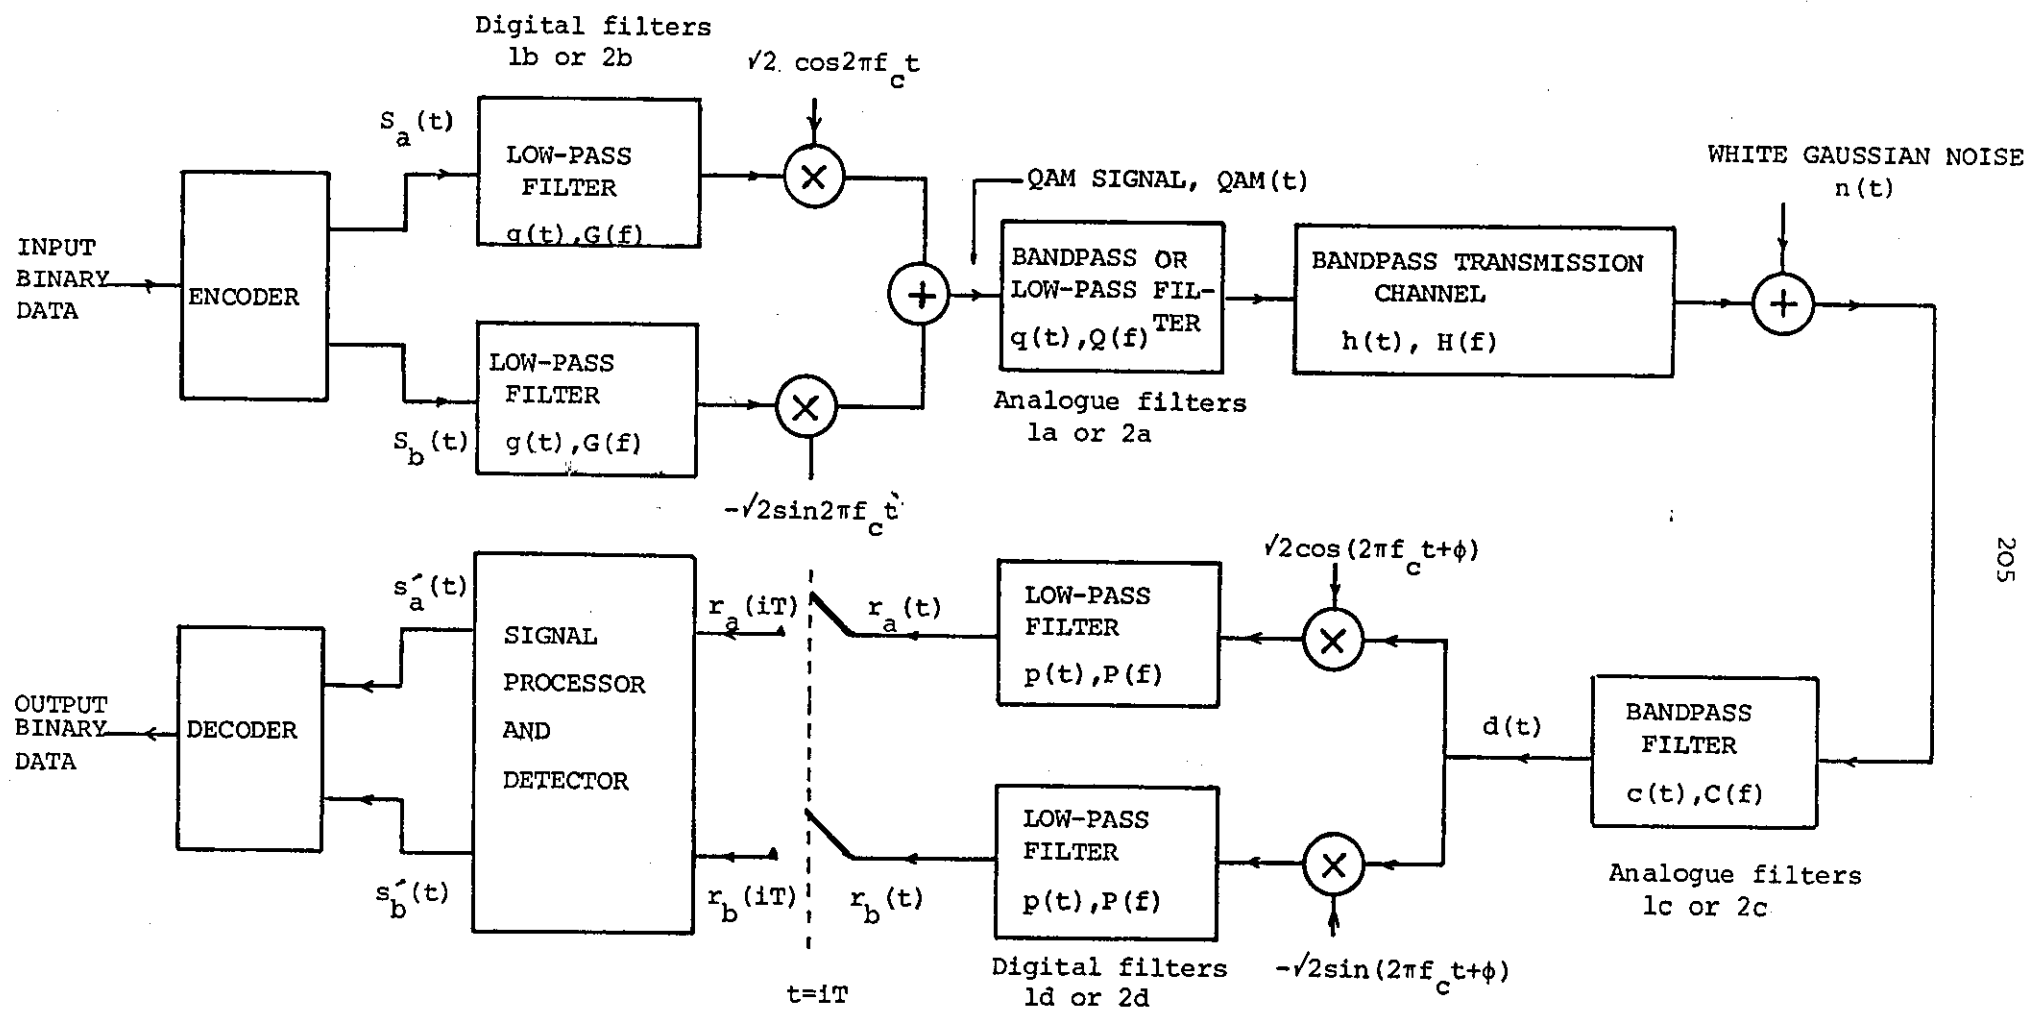 Digital filters
1b or 2b
√2. cos2πf_c t
S_a(t)
LOW-PASS
FILTER
g(t),G(f)
WHITE GAUSSIAN NOISE
n(t)
QAM SIGNAL, QAM(t)
INPUT
BINARY
DATA
ENCODER
BANDPASS OR
LOW-PASS FIL-
TER
q(t),Q(f)
BANDPASS TRANSMISSION
CHANNEL
h(t), H(f)
LOW-PASS
FILTER
g(t),G(f)
S_b(t)
Analogue filters
1a or 2a
-√2sin2πf_c t
205
√2cos(2πf_c t+φ)
s_a´(t)
SIGNAL
PROCESSOR
AND
DETECTOR
r_a(iT)
r_a(t)
LOW-PASS
FILTER
p(t),P(f)
OUTPUT
BINARY
DATA
DECODER
d(t)
BANDPASS
FILTER
c(t),C(f)
LOW-PASS
FILTER
p(t),P(f)
s_b´(t)
r_b(iT)
r_b(t)
Analogue filters
1c or 2c
t=iT
Digital filters
1d or 2d
-√2sin(2πf_c t+φ)